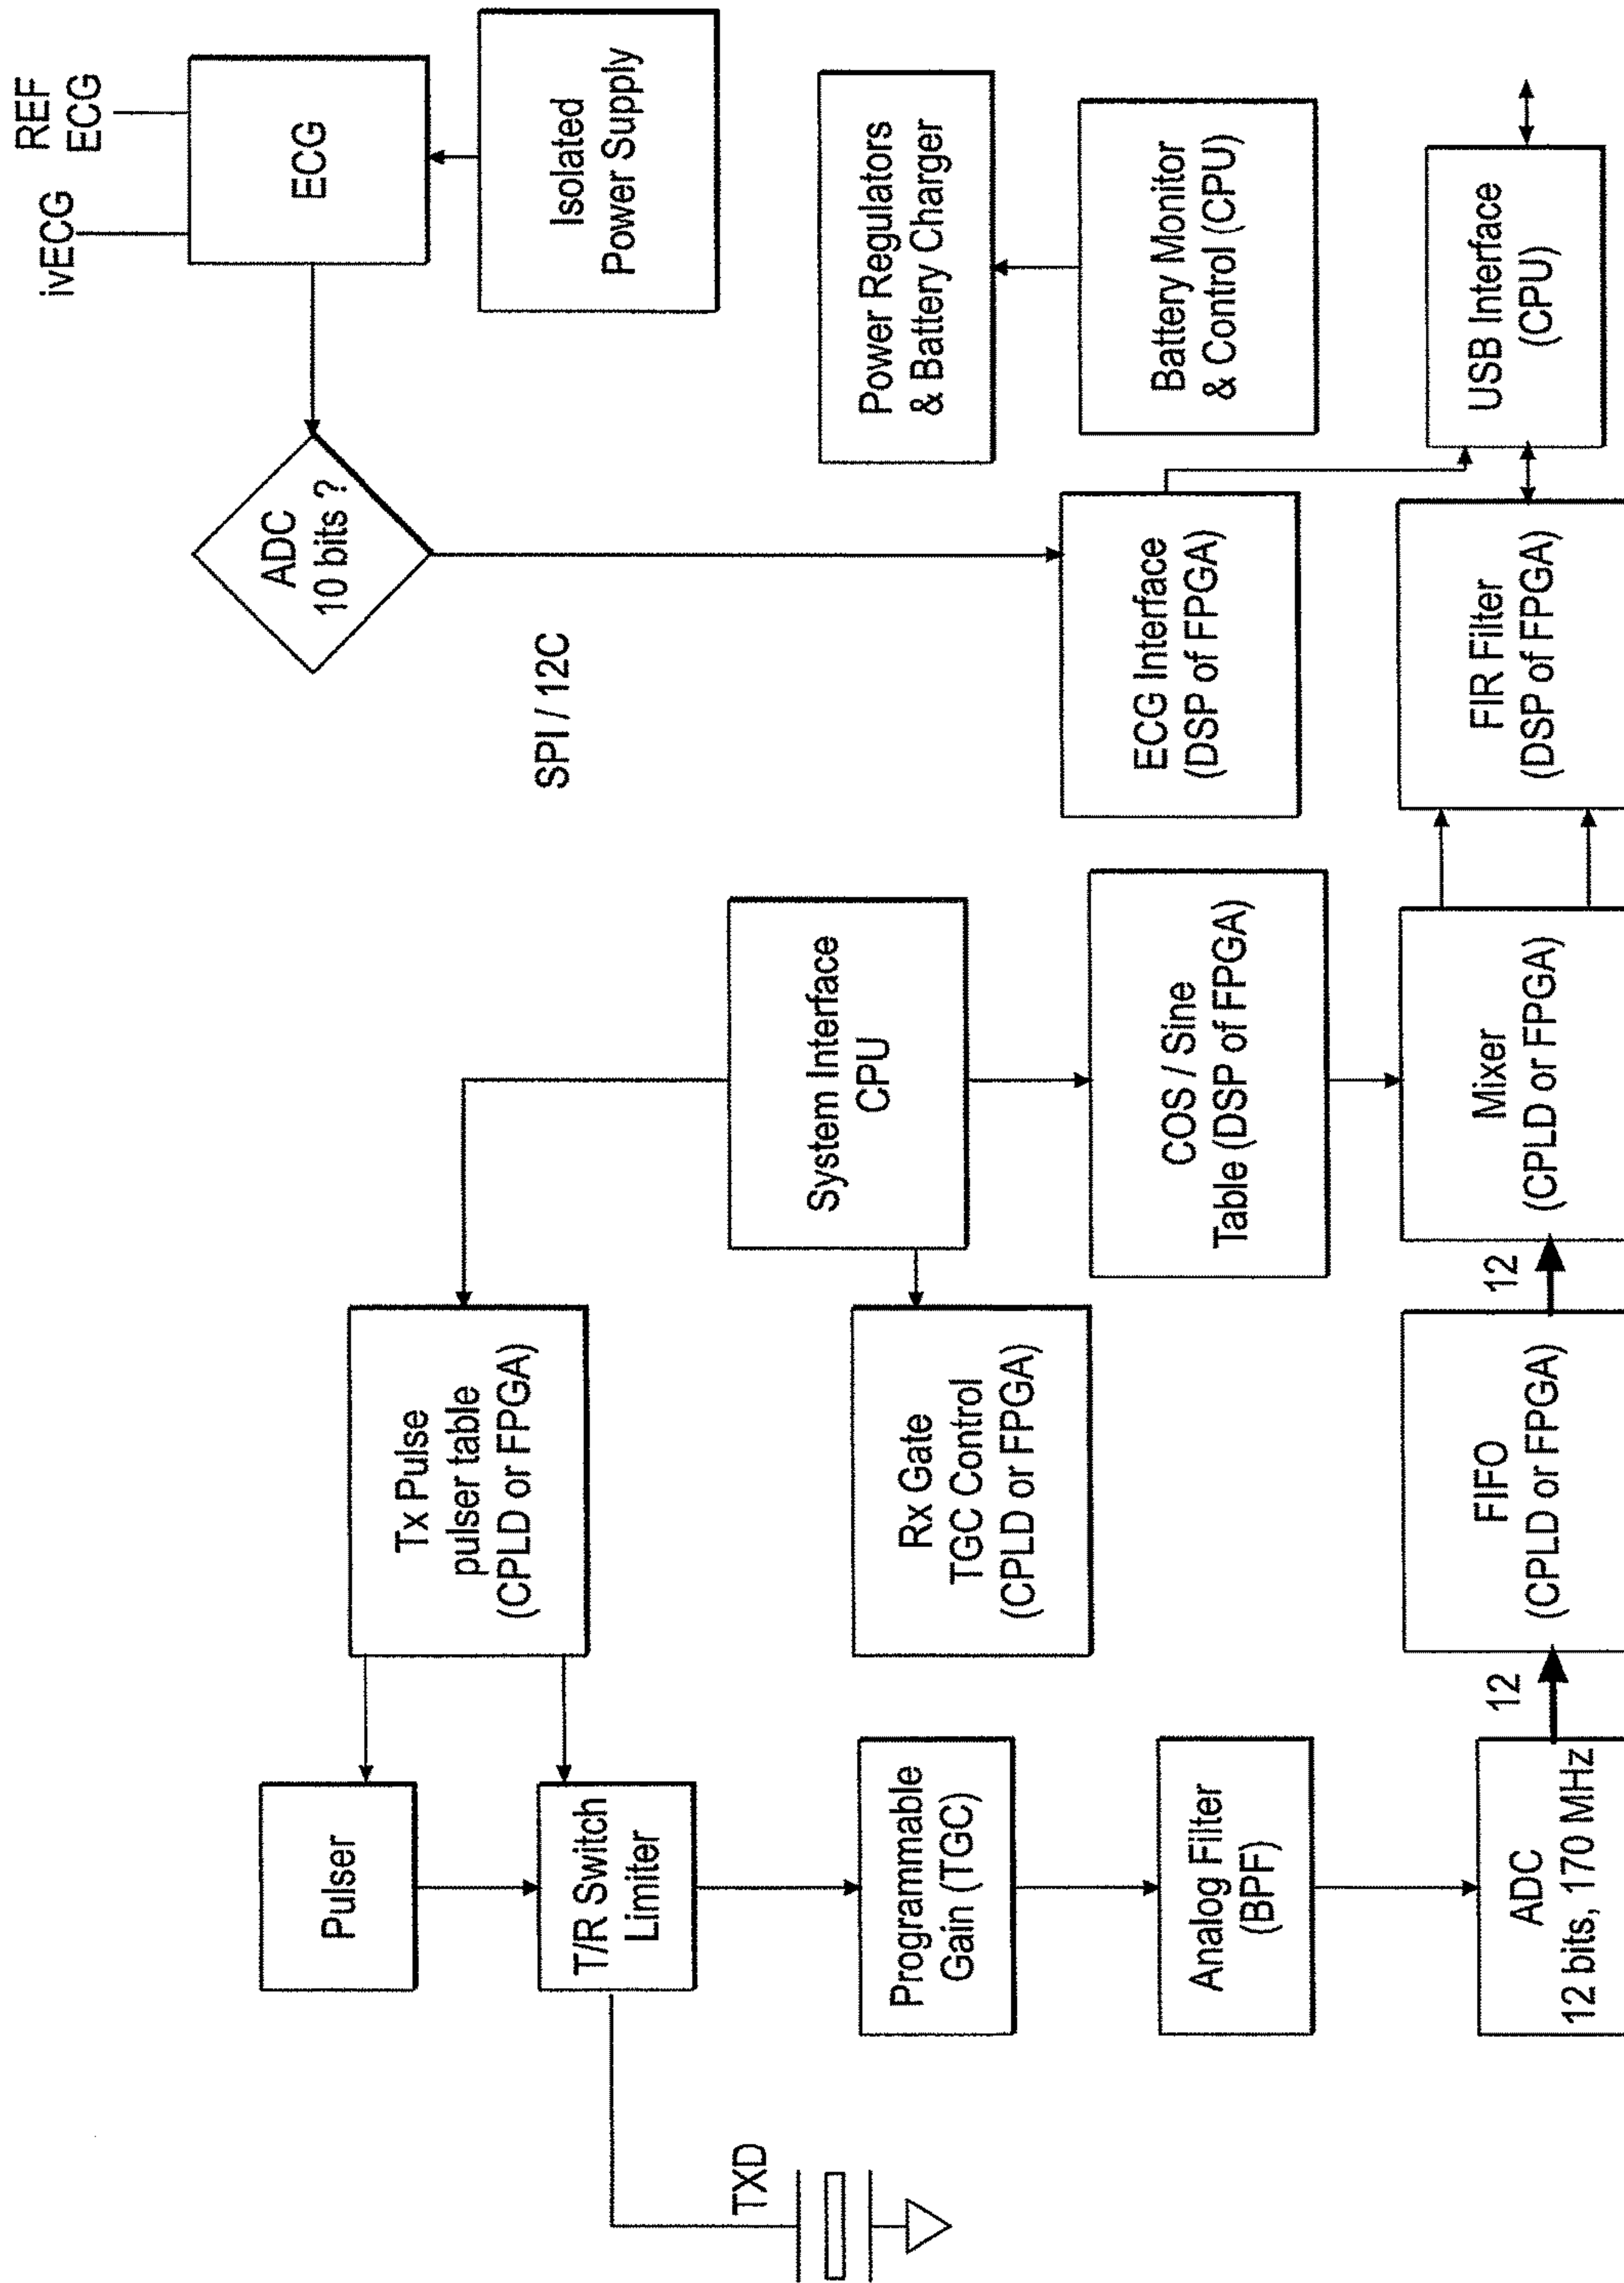 ivECG
REF
ECG
ECG
Isolated
Power Supply
ADC
10 bits ?
SPI / 12C
Power Regulators
& Battery Charger
Battery Monitor
& Control (CPU)
ECG Interface
(DSP of FPGA)
USB Interface
(CPU)
FIR Filter
(DSP of FPGA)
System Interface
CPU
COS / Sine
Table (DSP of FPGA)
Mixer
(CPLD or FPGA)
12
Tx Pulse
pulser table
(CPLD or FPGA)
Rx Gate
TGC Control
(CPLD or FPGA)
FIFO
(CPLD or FPGA)
12
Pulser
T/R Switch
Limiter
Programmable
Gain (TGC)
Analog Filter
(BPF)
ADC
12 bits, 170 MHz
TXD